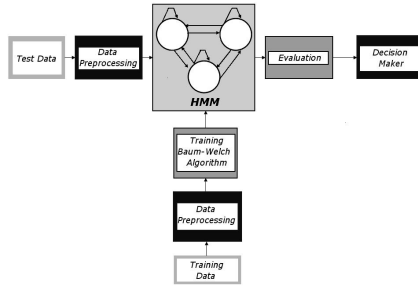 Test Data
Data
Preprocessing
HMM
Evaluation
Decision
Maker
Training
Baum-Welch
Algorithm
Data
Preprocessing
Training
Data